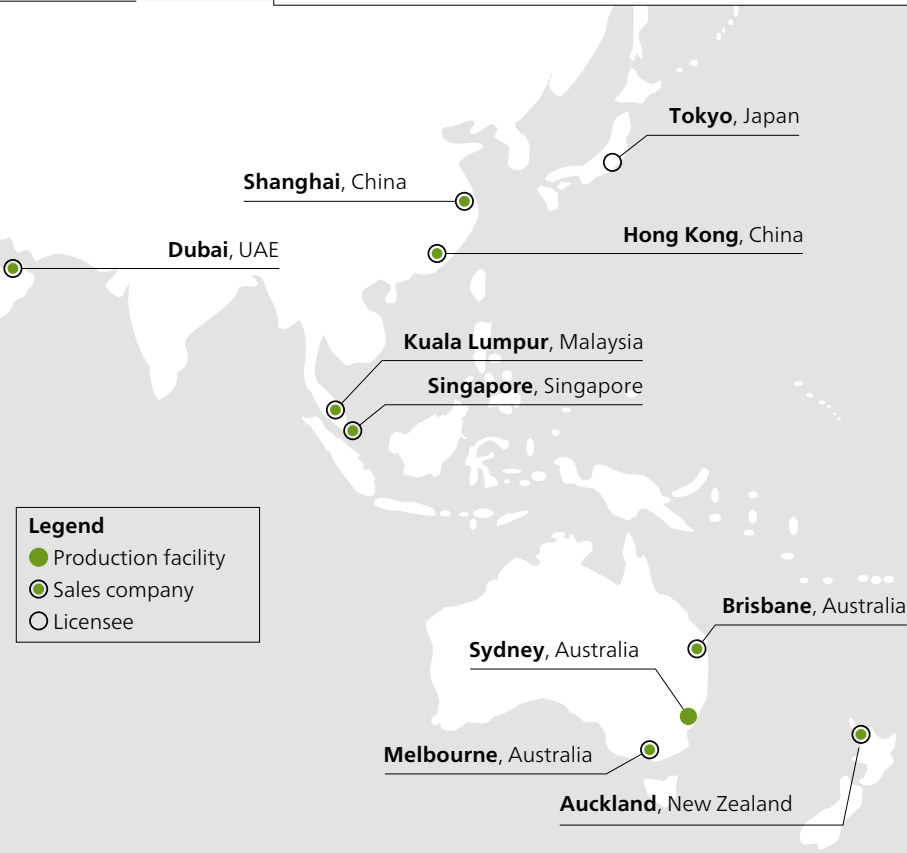 Tokyo, Japan
Shanghai, China
Hong Kong, China
Dubai, UAE
Kuala Lumpur, Malaysia
Singapore, Singapore
Legend
Production facility
Sales company
Licensee
Brisbane, Australia
Sydney, Australia
Melbourne, Australia
Auckland, New Zealand